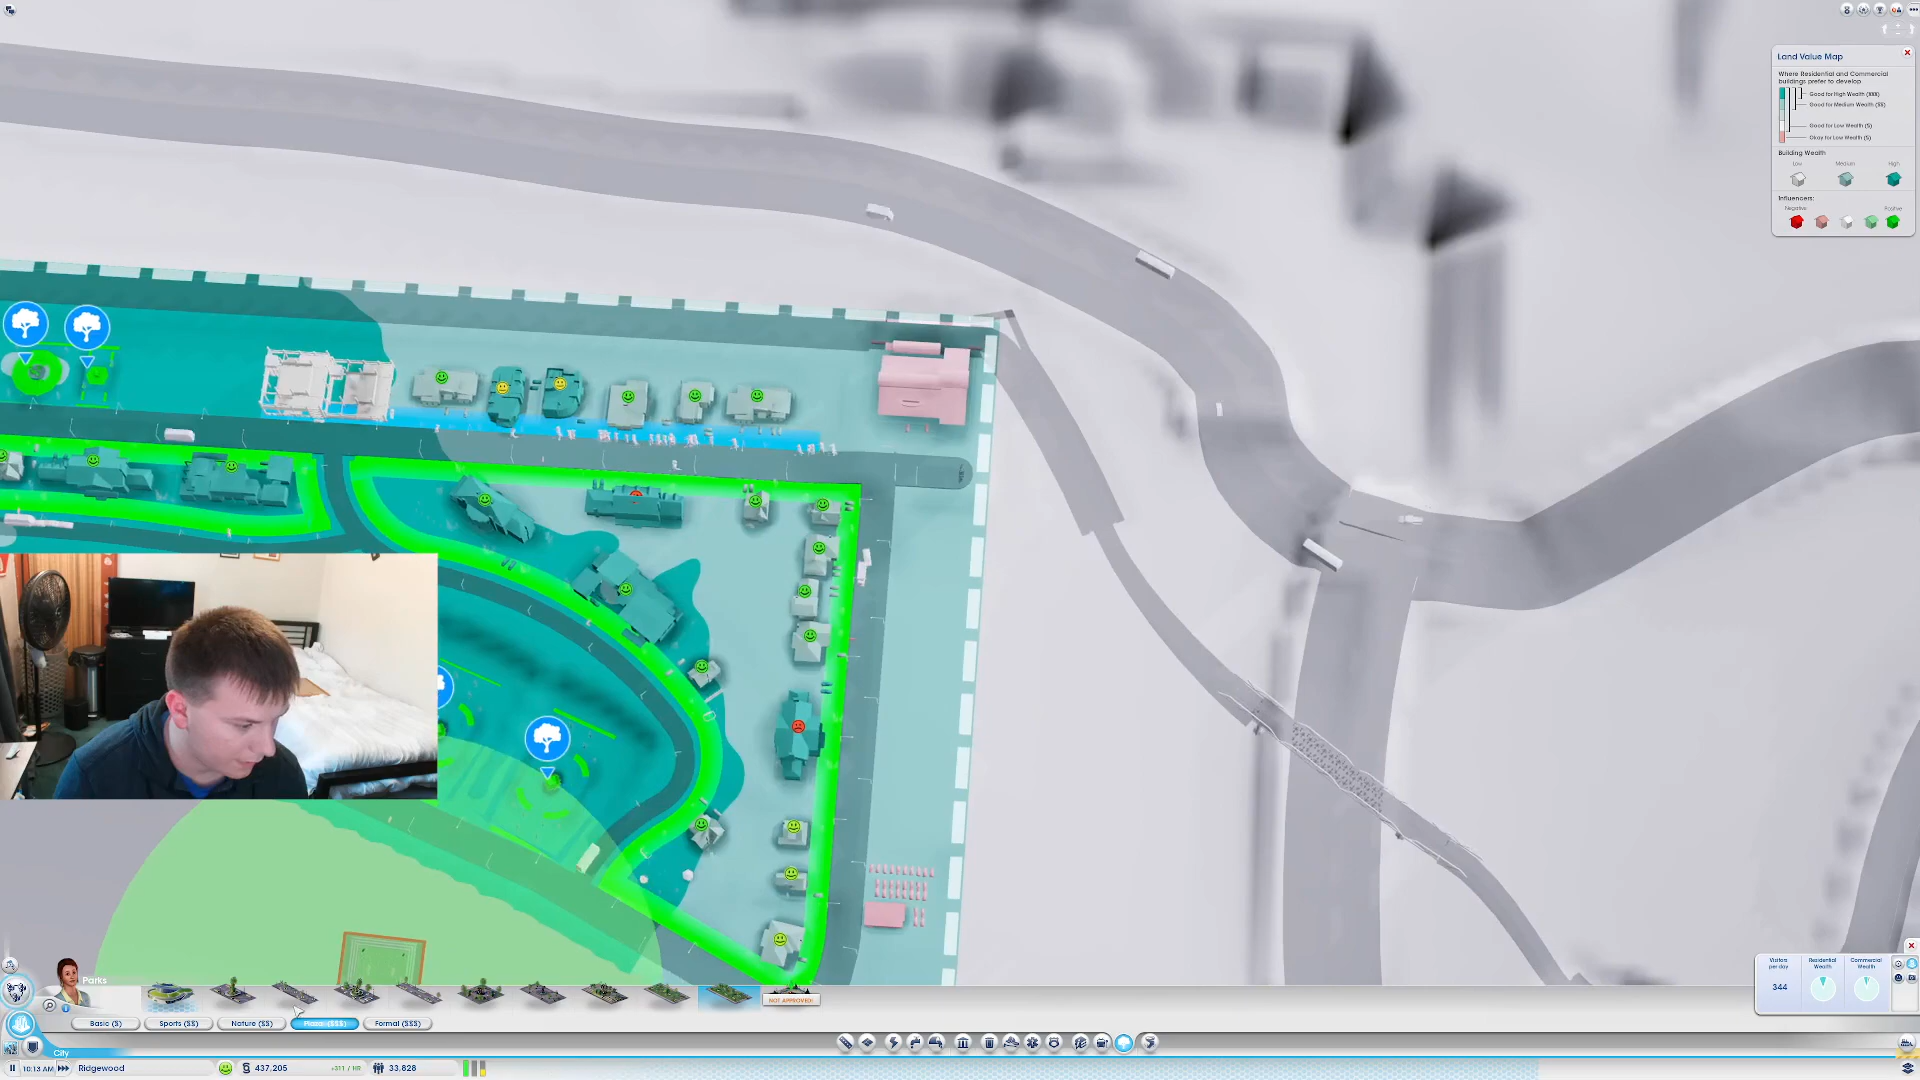 Land Value Map
Where Residential and Commercial
buildings prefer to develop
Good for High Wealth ($$$)
Good for Medium Wealth ($$)
Good for Low Wealth ($)
Okay for Low Wealth ($)
Building Wealth
Low Medium High
Influencers:
Negative Positive
Parks
NOT APPROVED!
Basic ($) Sports ($$) Nature ($$) Plaza ($$$) Formal ($$$)
Visitors
per day
344
Residential
Wealth
Commercial
Wealth
City
10:13 AM Ridgewood 437,205 +311 / HR 33,828